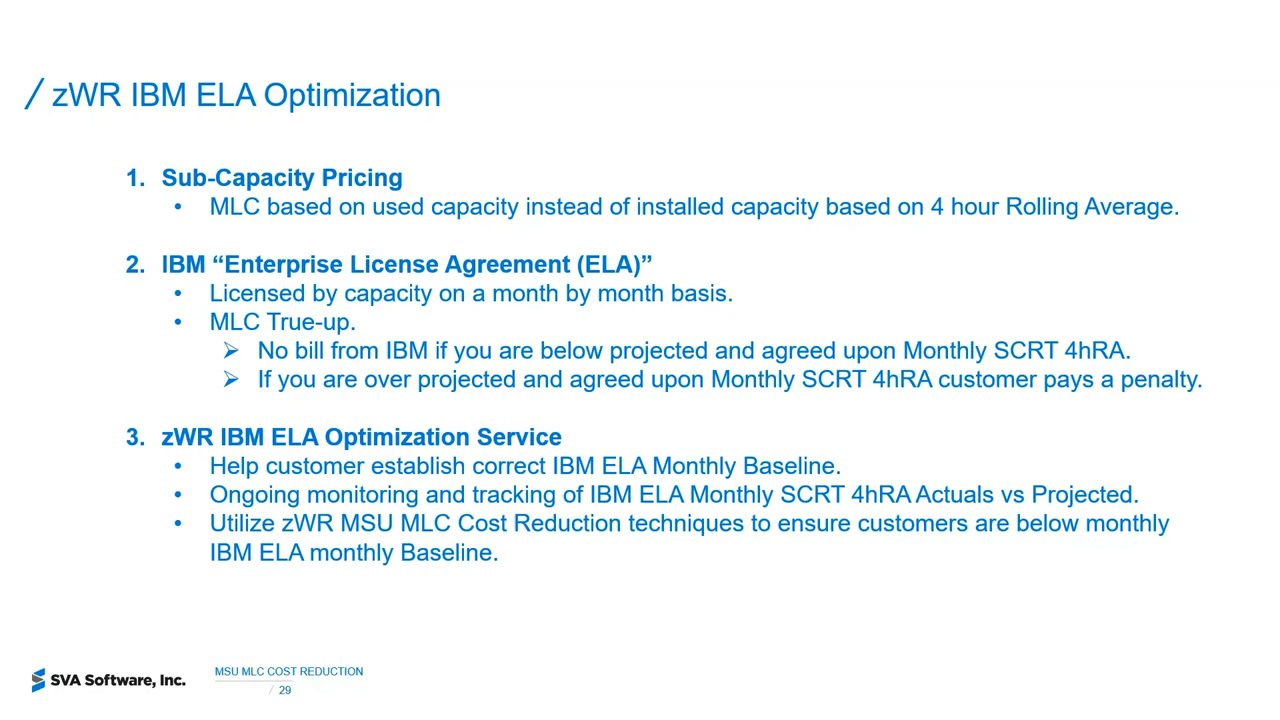 / zWR IBM ELA Optimization
1. Sub-Capacity Pricing
• MLC based on used capacity instead of installed capacity based on 4 hour Rolling Average.
2. IBM “Enterprise License Agreement (ELA)”
• Licensed by capacity on a month by month basis.
• MLC True-up.
➢ No bill from IBM if you are below projected and agreed upon Monthly SCRT 4hRA.
➢ If you are over projected and agreed upon Monthly SCRT 4hRA customer pays a penalty.
3. zWR IBM ELA Optimization Service
• Help customer establish correct IBM ELA Monthly Baseline.
• Ongoing monitoring and tracking of IBM ELA Monthly SCRT 4hRA Actuals vs Projected.
• Utilize zWR MSU MLC Cost Reduction techniques to ensure customers are below monthly
IBM ELA monthly Baseline.
SVA Software, Inc.
MSU MLC COST REDUCTION
/ 29